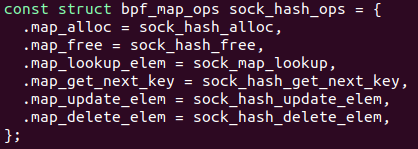 const struct bpf_map_ops sock_hash_ops = {
  .map_alloc = sock_hash_alloc,
  .map_free = sock_hash_free,
  .map_lookup_elem = sock_map_lookup,
  .map_get_next_key = sock_hash_get_next_key,
  .map_update_elem = sock_hash_update_elem,
  .map_delete_elem = sock_hash_delete_elem,
};